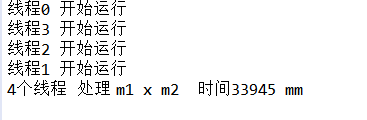 线程0 开始运行
线程3 开始运行
线程2 开始运行
线程1 开始运行
4个线程 处理 m1 x m2  时间33945 mm